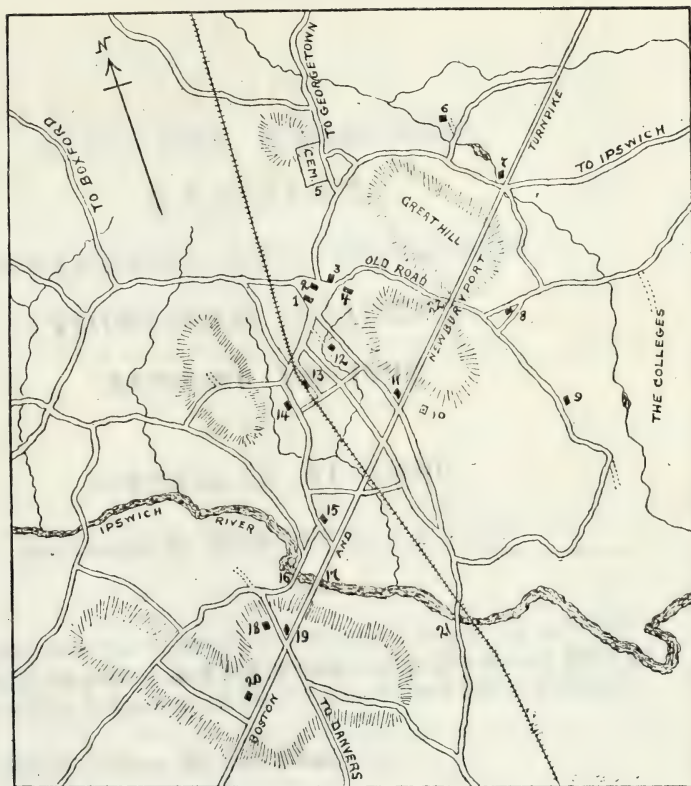 N
TO BOXFORD
TO GEORGETOWN
TURNPIKE
6
7
TO IPSWICH
CEM.
5
GREAT HILL
OLD ROAD
NEWBURYPORT
1
2
3
4
22
8
THE COLLEGES
12
13
11
10
9
14
15
IPSWICH RIVER
AND
16
17
18
19
21
20
BOSTON
TO DANVERS